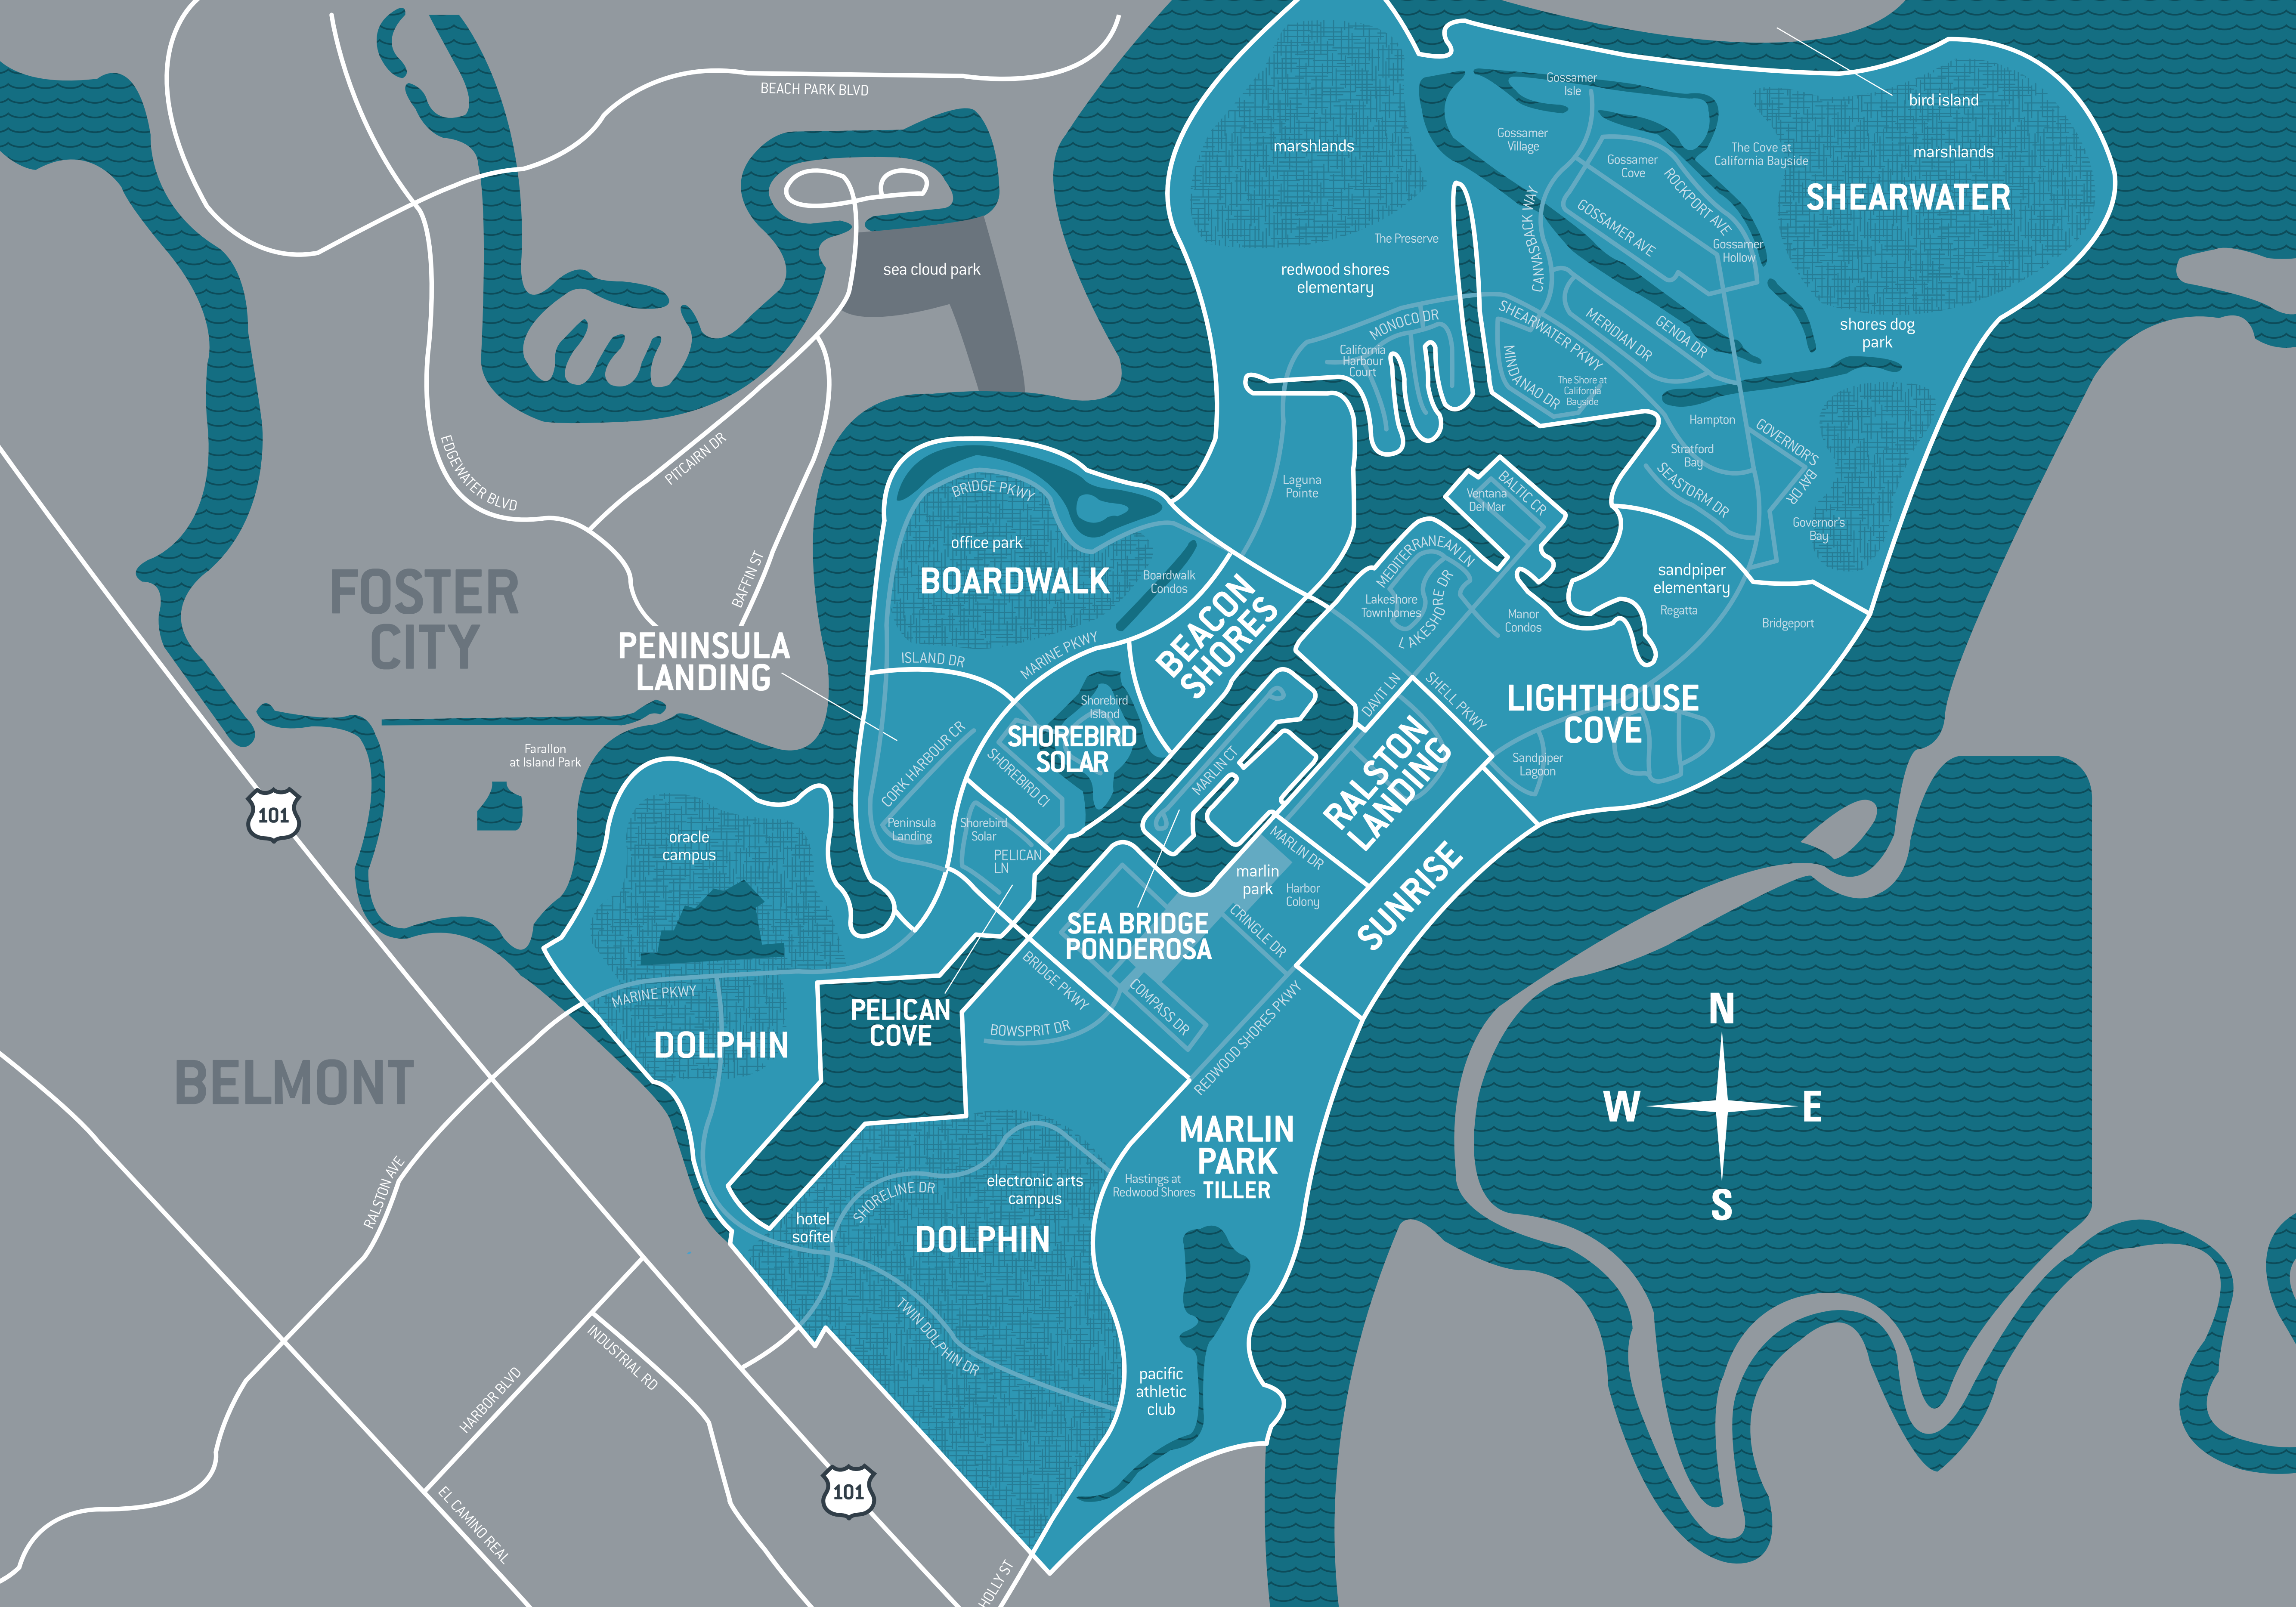 BEACH PARK BLVD
Gossamer
Isle
bird island
Gossamer
Village
marshlands
The Cove at
California Bayside
marshlands
Gossamer
Cove
ROCKPORT AVE
SHEARWATER
CANVASBACK WAY
GOSSAMER AVE
The Preserve
Gossamer
Hollow
sea cloud park
redwood shores
elementary
MONOCO DR
SHEARWATER PKWY
MERIDIAN DR
GENOA DR
shores dog
park
California
Harbour
Court
MINDANAO DR
The Shore at
California
Bayside
Hampton
GOVERNOR'S
BAY DR
Stratford
Bay
SEASTORM DR
Governor's
Bay
EDGEWATER BLVD
PITCAIRN DR
BAFFIN ST
BRIDGE PKWY
Laguna
Pointe
Ventana
Del Mar
BALTIC CR
office park
BOARDWALK
Boardwalk
Condos
MEDITERRANEAN LN
Lakeshore
Townhomes
LAKESHORE DR
Manor
Condos
sandpiper
elementary
Regatta
Bridgeport
FOSTER
CITY
PENINSULA
LANDING
ISLAND DR
MARINE PKWY
BEACON
SHORES
DAVIT LN
SHELL PKWY
LIGHTHOUSE
COVE
Shorebird
Island
SHOREBIRD
SOLAR
CORK HARBOUR CR
SHOREBIRD CI
MARLIN CT
RALSTON
LANDING
Sandpiper
Lagoon
Farallon
at Island Park
101
Peninsula
Landing
Shorebird
Solar
PELICAN
LN
MARLIN DR
oracle
campus
marlin
park
Harbor
Colony
SUNRISE
SEA BRIDGE
PONDEROSA
CRINGLE DR
MARINE PKWY
BRIDGE PKWY
COMPASS DR
BOWSPRIT DR
REDWOOD SHORES PKWY
PELICAN
COVE
DOLPHIN
BELMONT
N
W
E
S
MARLIN
PARK
TILLER
Hastings at
Redwood Shores
RALSTON AVE
SHORELINE DR
electronic arts
campus
hotel
sofitel
DOLPHIN
TWIN DOLPHIN DR
INDUSTRIAL RD
HARBOR BLVD
pacific
athletic
club
101
EL CAMINO REAL
HOLLY ST